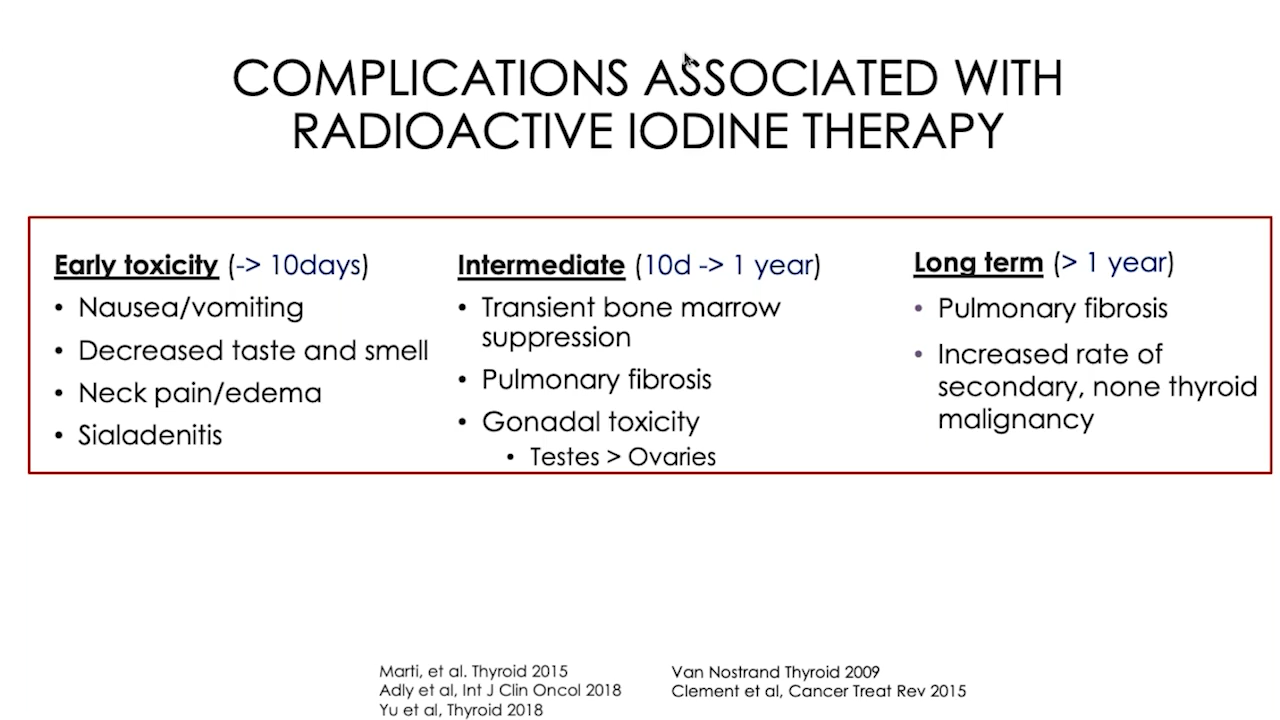 COMPLICATIONS ASSOCIATED WITH
RADIOACTIVE IODINE THERAPY
Early toxicity (-> 10days)
• Nausea/vomiting
• Decreased taste and smell
• Neck pain/edema
• Sialadenitis
Intermediate (10d -> 1 year)
• Transient bone marrow
suppression
• Pulmonary fibrosis
• Gonadal toxicity
• Testes > Ovaries
Long term (> 1 year)
• Pulmonary fibrosis
• Increased rate of
secondary, none thyroid
malignancy
Marti, et al. Thyroid 2015
Adly et al, Int J Clin Oncol 2018
Yu et al, Thyroid 2018
Van Nostrand Thyroid 2009
Clement et al, Cancer Treat Rev 2015